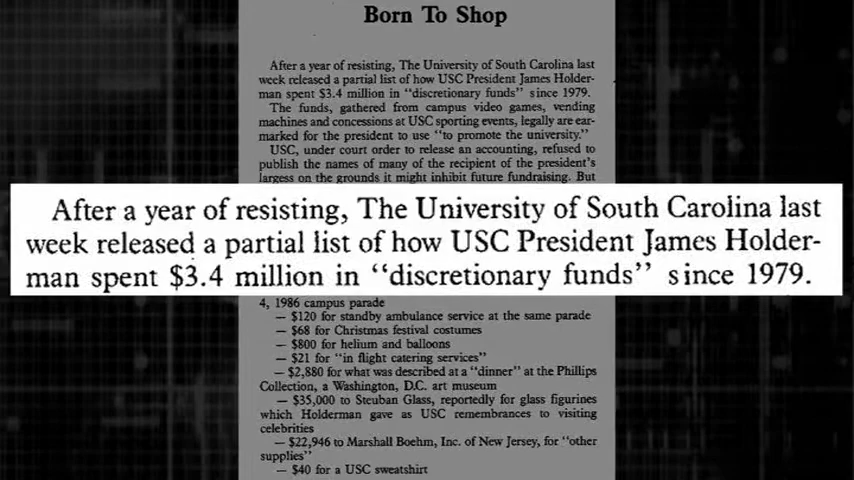 Born To Shop
After a year of resisting, The University of South Carolina last
week released a partial list of how USC President James Holder-
man spent $3.4 million in “discretionary funds” since 1979.
The funds, gathered from campus video games, vending
machines and concessions at USC sporting events, legally are ear-
marked for the president to use “to promote the university.”
USC, under court order to release an accounting, refused to
publish the names of many of the recipient of the president's
largess on the grounds it might inhibit future fundraising. But
After a year of resisting, The University of South Carolina last
week released a partial list of how USC President James Holder-
man spent $3.4 million in “discretionary funds” since 1979.
4, 1986 campus parade
— $120 for standby ambulance service at the same parade
— $68 for Christmas festival costumes
— $800 for helium and balloons
— $21 for “in flight catering services”
— $2,880 for what was described at a “dinner” at the Phillips
Collection, a Washington, D.C. art museum
— $35,000 to Steuban Glass, reportedly for glass figurines
which Holderman gave as USC remembrances to visiting
celebrities
— $22,946 to Marshall Boehm, Inc. of New Jersey, for “other
supplies”
— $40 for a USC sweatshirt